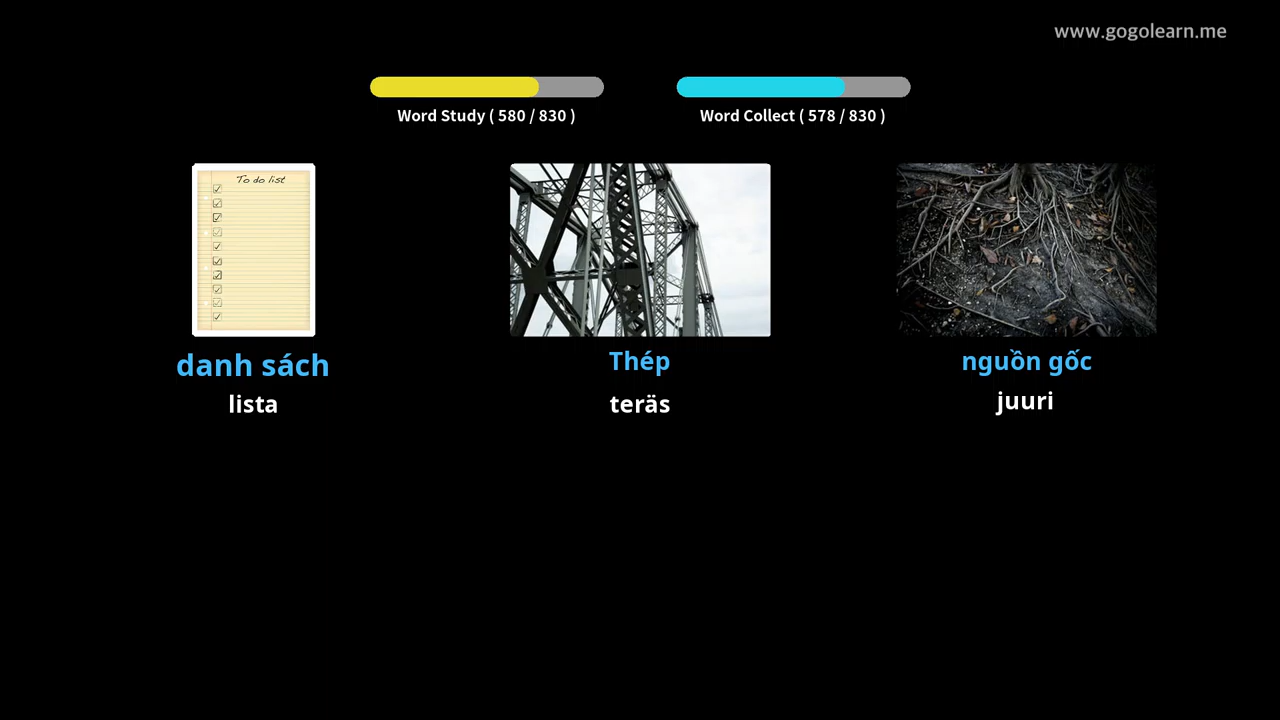 www.gogolearn.me
Word Study ( 580 / 830 )
Word Collect ( 578 / 830 )
To do list
danh sách
Thép
nguồn gốc
lista
teräs
juuri